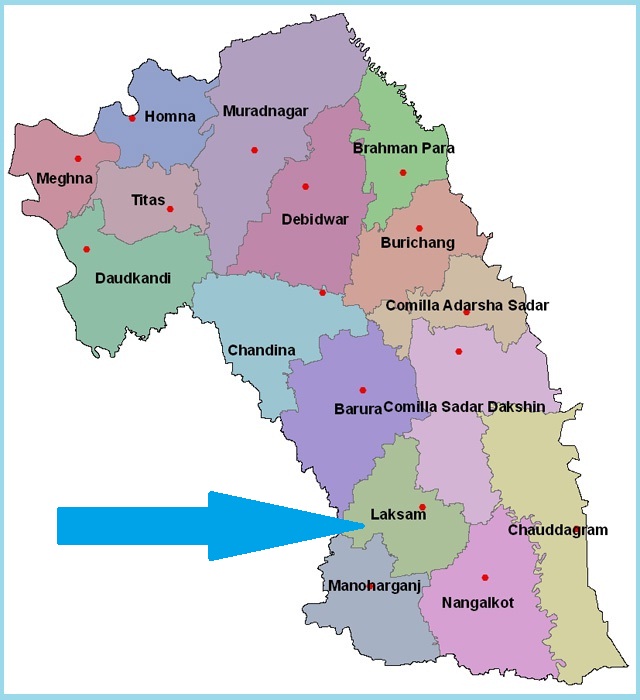 Homna
Muradnagar
Brahman Para
Meghna
Titas
Debidwar
Burichang
Daudkandi
Comilla Adarsha Sadar
Chandina
Barura
Comilla Sadar Dakshin
Laksam
Chauddagram
Manoharganj
Nangalkot